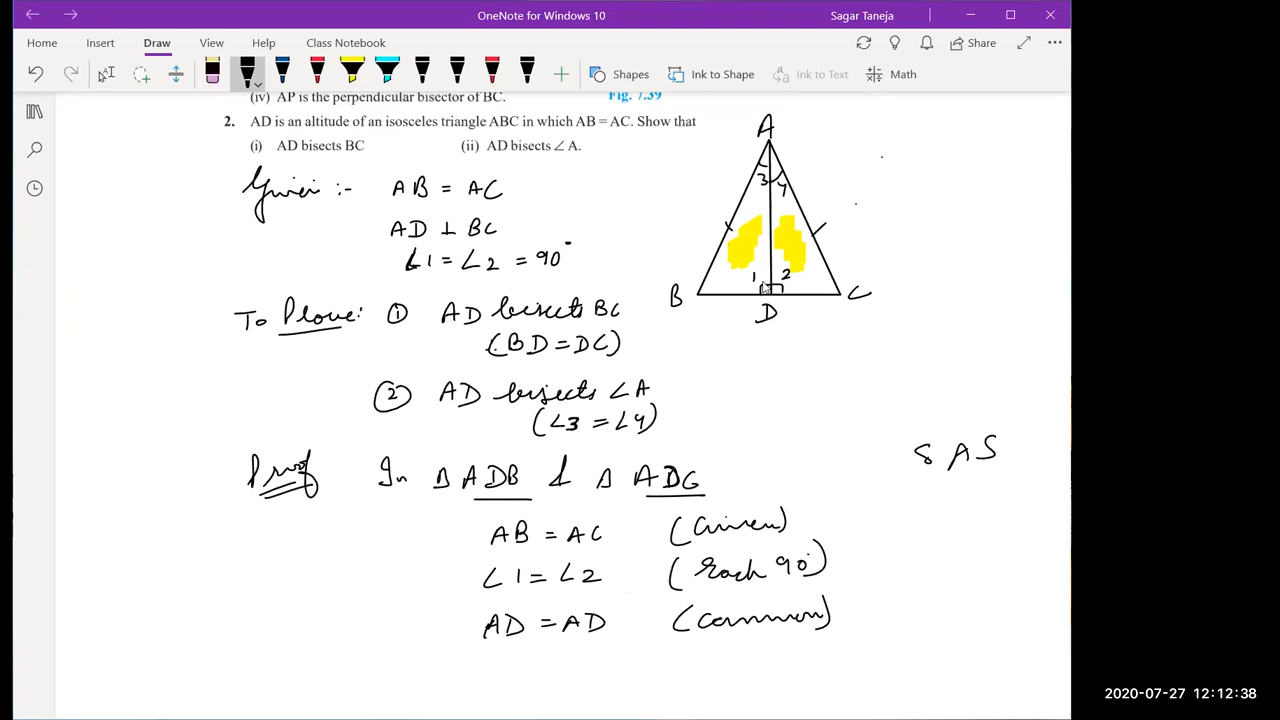 OneNote for Windows 10
Sagar Taneja
Home Insert Draw View Help Class Notebook
Share
Shapes Ink to Shape Ink to Text Math
(iv) AP is the perpendicular bisector of BC. Fig. 7.39
2. AD is an altitude of an isosceles triangle ABC in which AB = AC. Show that
(i) AD bisects BC (ii) AD bisects ∠ A.
Given :- AB = AC
AD ⊥ BC
∠1 = ∠2 = 90°
A
3 4
1 2
B C
D
To Prove: ① AD bisects BC
(BD = DC)
② AD bisects ∠A
(∠3 = ∠4)
S A S
Proof In Δ ADB & Δ ADC
AB = AC (Given)
∠1 = ∠2 (Each 90°)
AD = AD (common)
2020-07-27 12:12:38